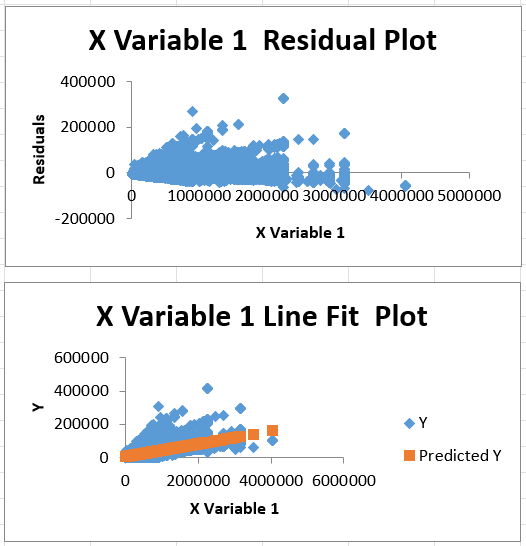 X Variable 1 Residual Plot
400000
200000
0
-200000
Residuals
0 1000000 2000000 3000000 4000000 5000000
X Variable 1
X Variable 1 Line Fit Plot
600000
400000
200000
0
Y
0 2000000 4000000 6000000
X Variable 1
Y
Predicted Y